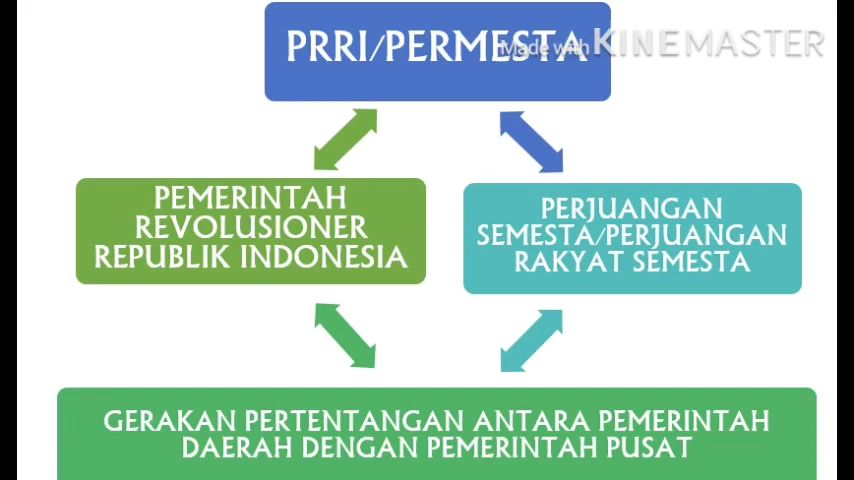 PRRI/PERMESTA
Made with KINEMASTER
PEMERINTAH
REVOLUSIONER
REPUBLIK INDONESIA
PERJUANGAN
SEMESTA/PERJUANGAN
RAKYAT SEMESTA
GERAKAN PERTENTANGAN ANTARA PEMERINTAH
DAERAH DENGAN PEMERINTAH PUSAT